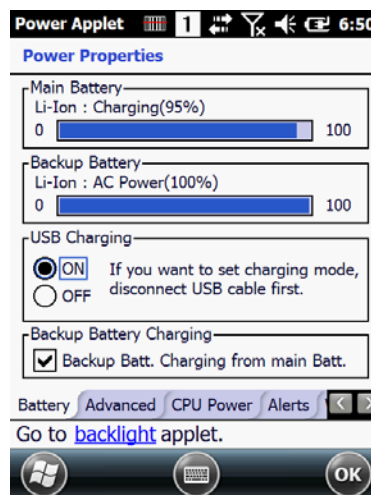 Power Applet 1 6:50
Power Properties
Main Battery
Li-Ion : Charging(95%)
0 100
Backup Battery
Li-Ion : AC Power(100%)
0 100
USB Charging
ON If you want to set charging mode,
OFF disconnect USB cable first.
Backup Battery Charging
Backup Batt. Charging from main Batt.
Battery Advanced CPU Power Alerts
Go to backlight applet.
OK